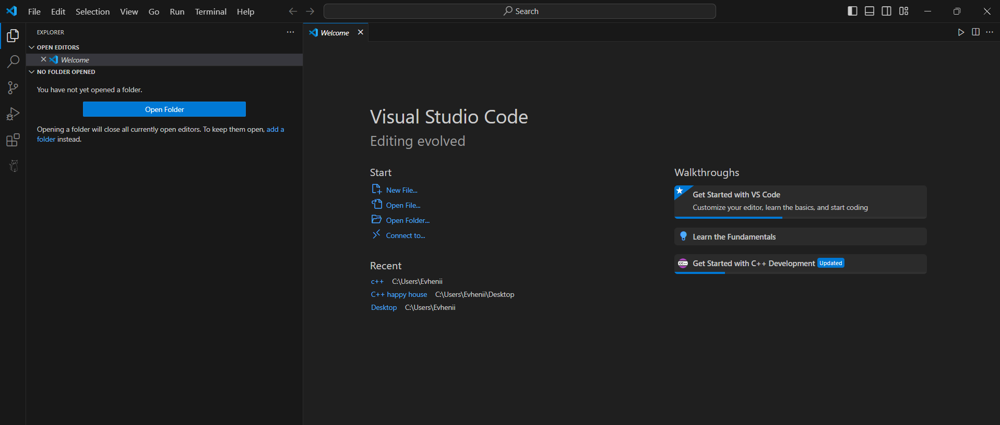 File Edit Selection View Go Run Terminal Help
Search
EXPLORER
OPEN EDITORS
Welcome
NO FOLDER OPENED
You have not yet opened a folder.
Open Folder
Opening a folder will close all currently open editors. To keep them open, add a
folder instead.
Welcome
Visual Studio Code
Editing evolved
Start
New File...
Open File...
Open Folder...
Connect to...
Recent
c++ C:\Users\Evhenii
C++ happy house C:\Users\Evhenii\Desktop
Desktop C:\Users\Evhenii
Walkthroughs
Get Started with VS Code
Customize your editor, learn the basics, and start coding
Learn the Fundamentals
C/C++ Get Started with C++ Development Updated